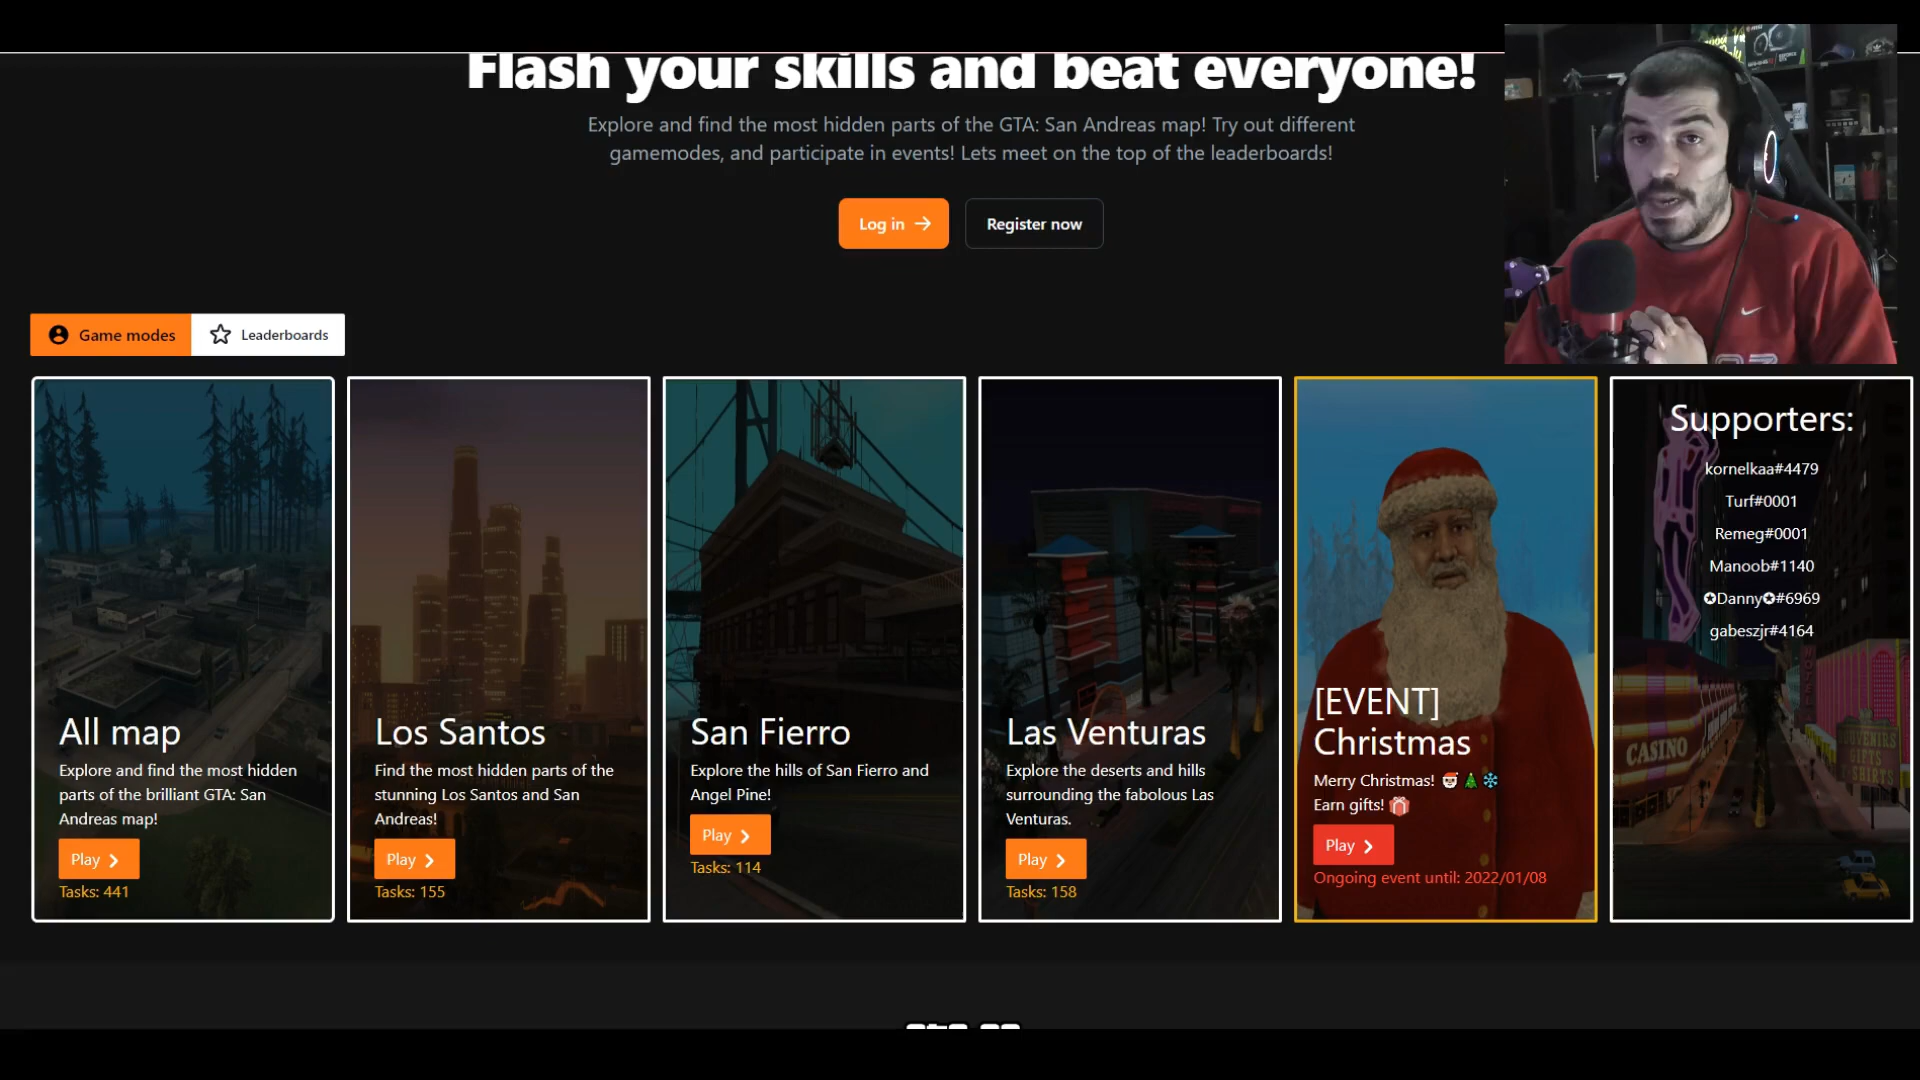 Flash your skills and beat everyone!
Explore and find the most hidden parts of the GTA: San Andreas map! Try out different
gamemodes, and participate in events! Lets meet on the top of the leaderboards!
Log in
Register now
Game modes
Leaderboards
All map
Explore and find the most hidden
parts of the brilliant GTA: San
Andreas map!
Play
Tasks: 441
Los Santos
Find the most hidden parts of the
stunning Los Santos and San
Andreas!
Play
Tasks: 155
San Fierro
Explore the hills of San Fierro and
Angel Pine!
Play
Tasks: 114
Las Venturas
Explore the deserts and hills
surrounding the fabolous Las
Venturas.
Play
Tasks: 158
[EVENT]
Christmas
Merry Christmas! 🎅🎄❄
Earn gifts! 🎁
Play
Ongoing event until: 2022/01/08
Supporters:
kornelkaa#4479
Turf#0001
Remeg#0001
Manoob#1140
✪Danny✪#6969
gabeszjr#4164
CASINO
SOUVENIRS
GIFTS
T SHIRTS